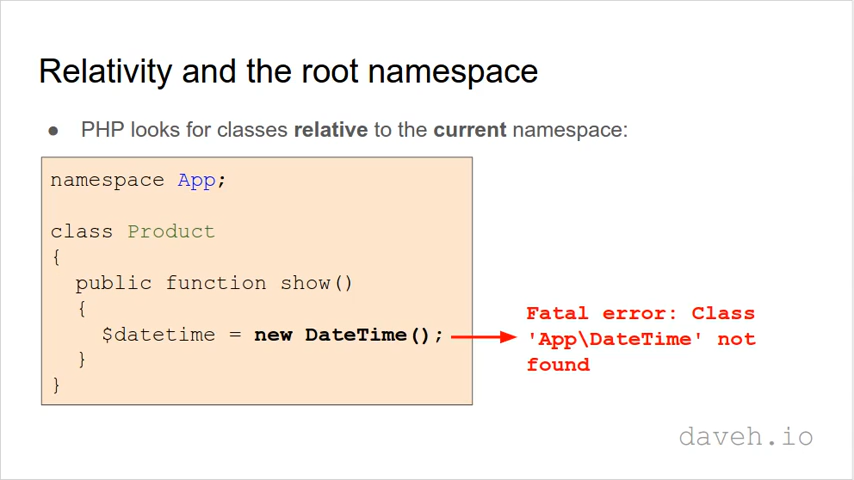 Relativity and the root namespace
● PHP looks for classes relative to the current namespace:
namespace App;
class Product
{
public function show()
{
$datetime = new DateTime();
}
}
Fatal error: Class
'App\DateTime' not
found
daveh.io